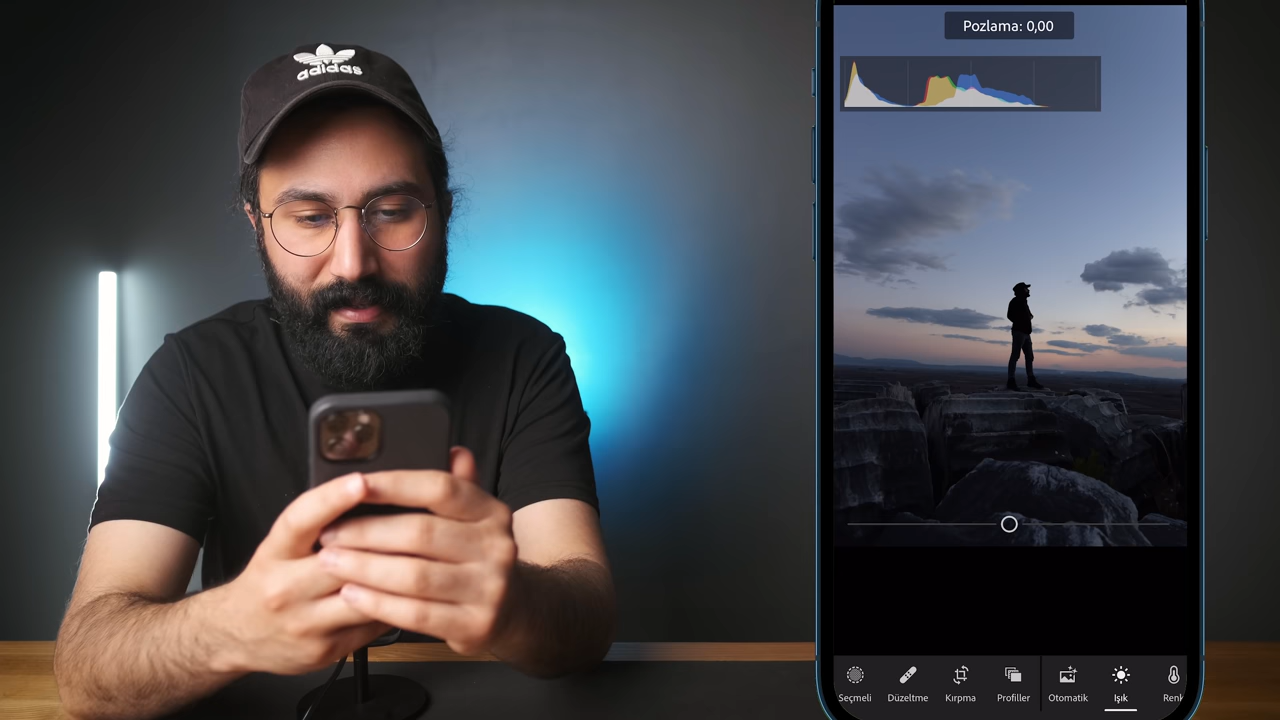 adidas
Pozlama: 0,00
Seçmeli
Düzeltme
Kırpma
Profiller
Otomatik
Işık
Renk